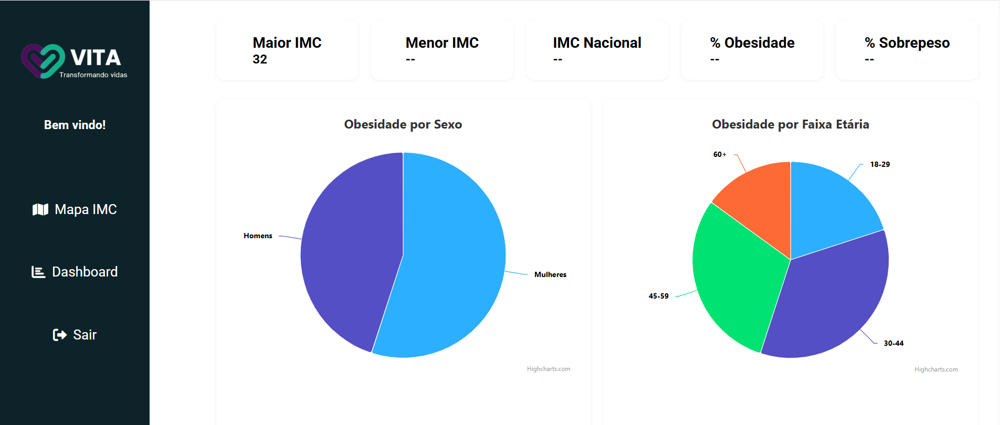 VITA
Transformando vidas
Bem vindo!
Mapa IMC
Dashboard
Sair
Maior IMC
32
Menor IMC
--
IMC Nacional
--
% Obesidade
--
% Sobrepeso
--
Obesidade por Sexo
Homens
Mulheres
Highcharts.com
Obesidade por Faixa Etária
60+
18-29
45-59
30-44
Highcharts.com